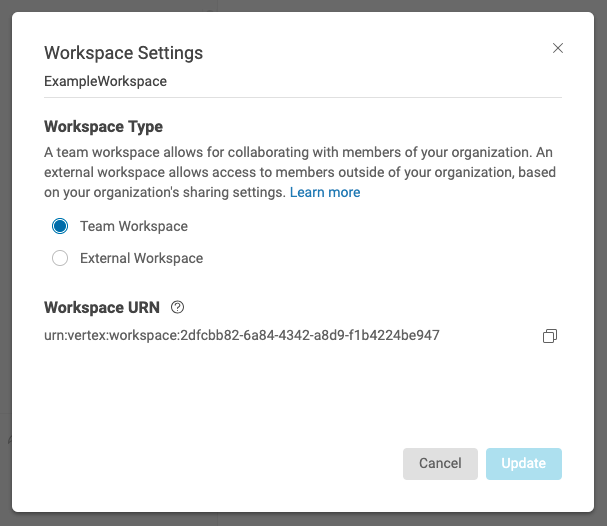 Workspace Settings
ExampleWorkspace
Workspace Type
A team workspace allows for collaborating with members of your organization. An
external workspace allows access to members outside of your organization, based
on your organization's sharing settings. Learn more
Team Workspace
External Workspace
Workspace URN ?
urn:vertex:workspace:2dfcbb82-6a84-4342-a8d9-f1b4224be947
Cancel
Update